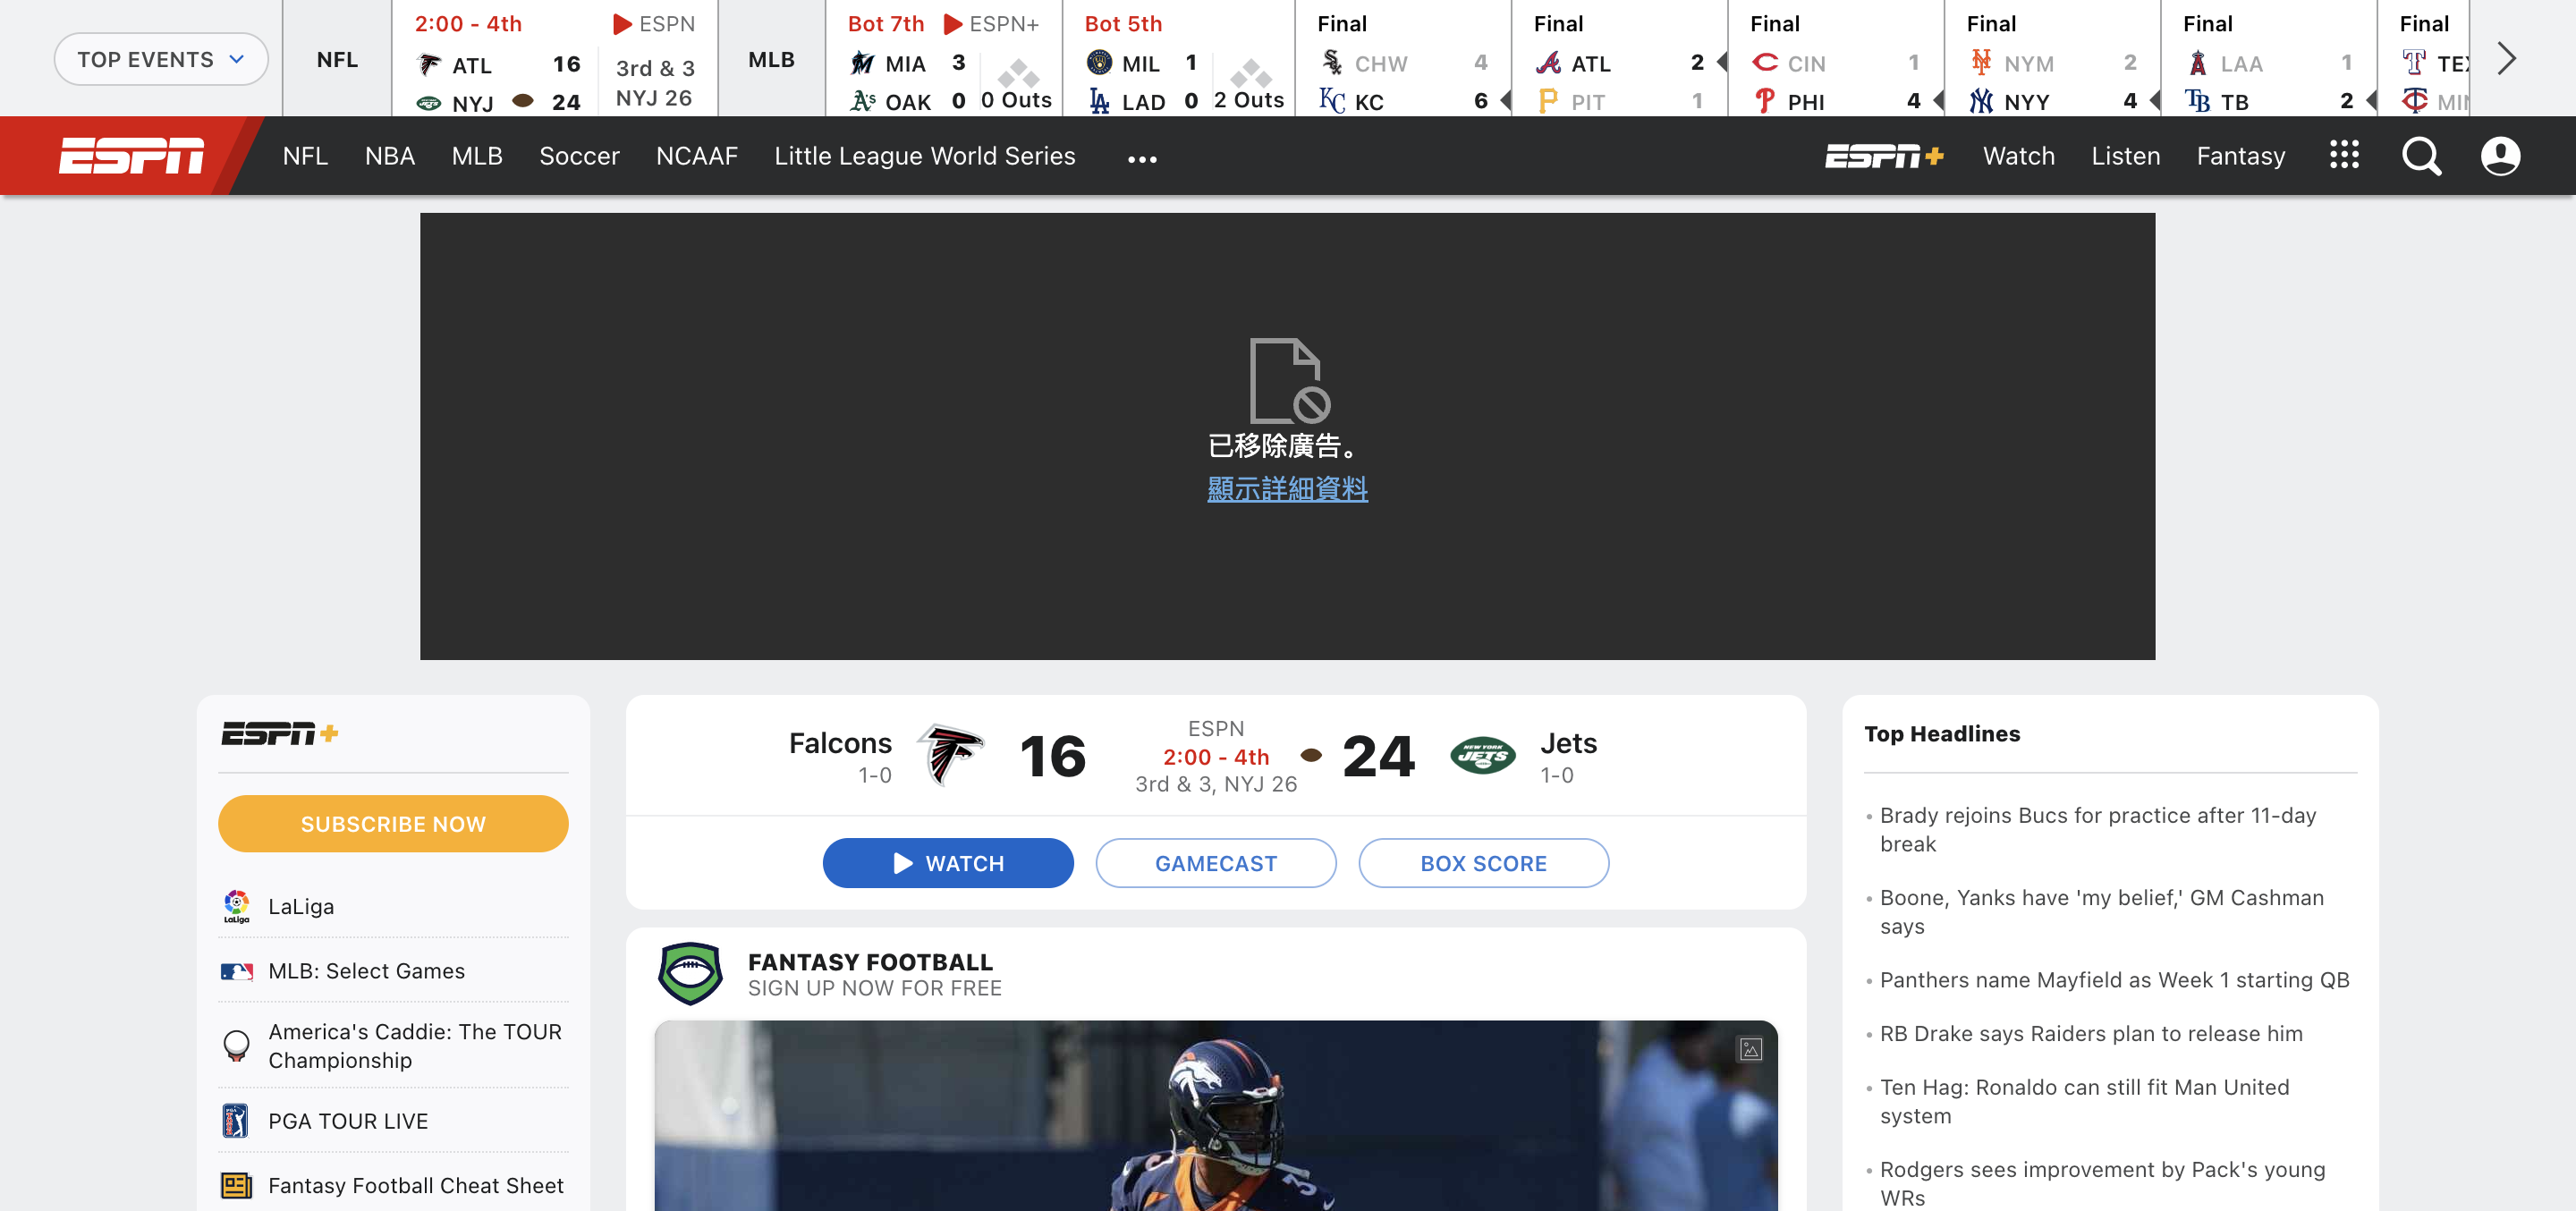 TOP EVENTS
NFL
2:00 - 4th ESPN
ATL 16
NYJ 24
3rd & 3
NYJ 26
MLB
Bot 7th ESPN+
MIA 3
OAK 0
0 Outs
Bot 5th
MIL 1
LAD 0
2 Outs
Final
CHW 4
KC 6
Final
ATL 2
PIT 1
Final
CIN 1
PHI 4
Final
NYM 2
NYY 4
Final
LAA 1
TB 2
Final
ESPN NFL NBA MLB Soccer NCAAF Little League World Series ESPN+ Watch Listen Fantasy
已移除廣告。
顯示詳細資料
ESPN+
SUBSCRIBE NOW
LaLiga
LaLiga
MLB: Select Games
America's Caddie: The TOUR
Championship
PGA TOUR LIVE
Fantasy Football Cheat Sheet
Falcons
1-0
16
ESPN
2:00 - 4th
3rd & 3, NYJ 26
24
NEW YORK
JETS
Jets
1-0
WATCH
GAMECAST
BOX SCORE
FANTASY FOOTBALL
SIGN UP NOW FOR FREE
Top Headlines
Brady rejoins Bucs for practice after 11-day
break
Boone, Yanks have 'my belief,' GM Cashman
says
Panthers name Mayfield as Week 1 starting QB
RB Drake says Raiders plan to release him
Ten Hag: Ronaldo can still fit Man United
system
Rodgers sees improvement by Pack's young
WRs